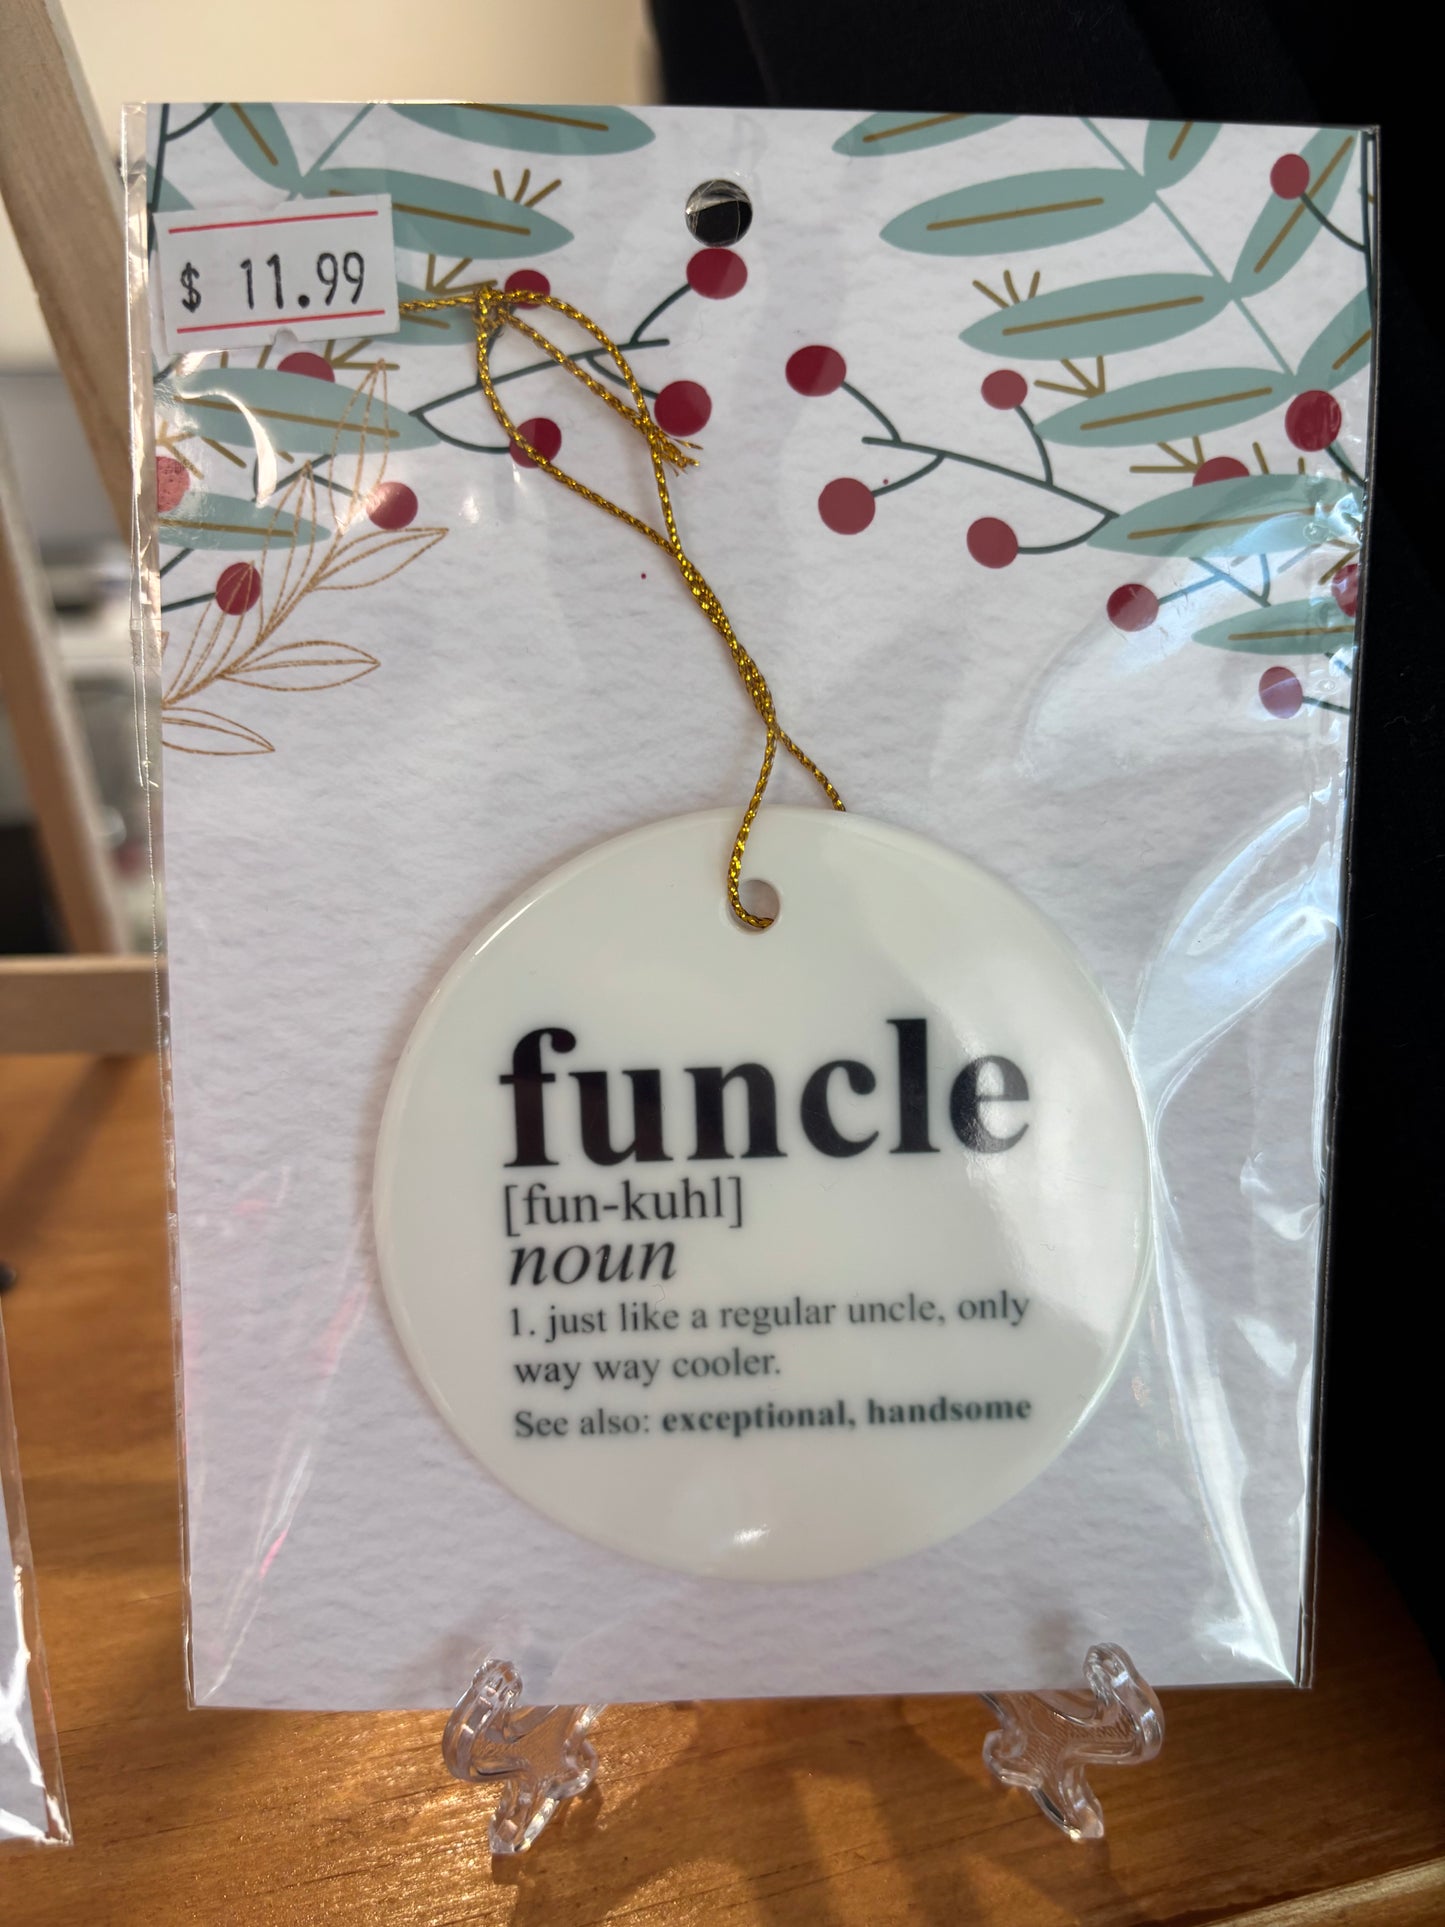 $ 11.99
funcle
[fun-kuhl]
noun
1. just like a regular uncle, only
way way cooler.
See also: exceptional, handsome